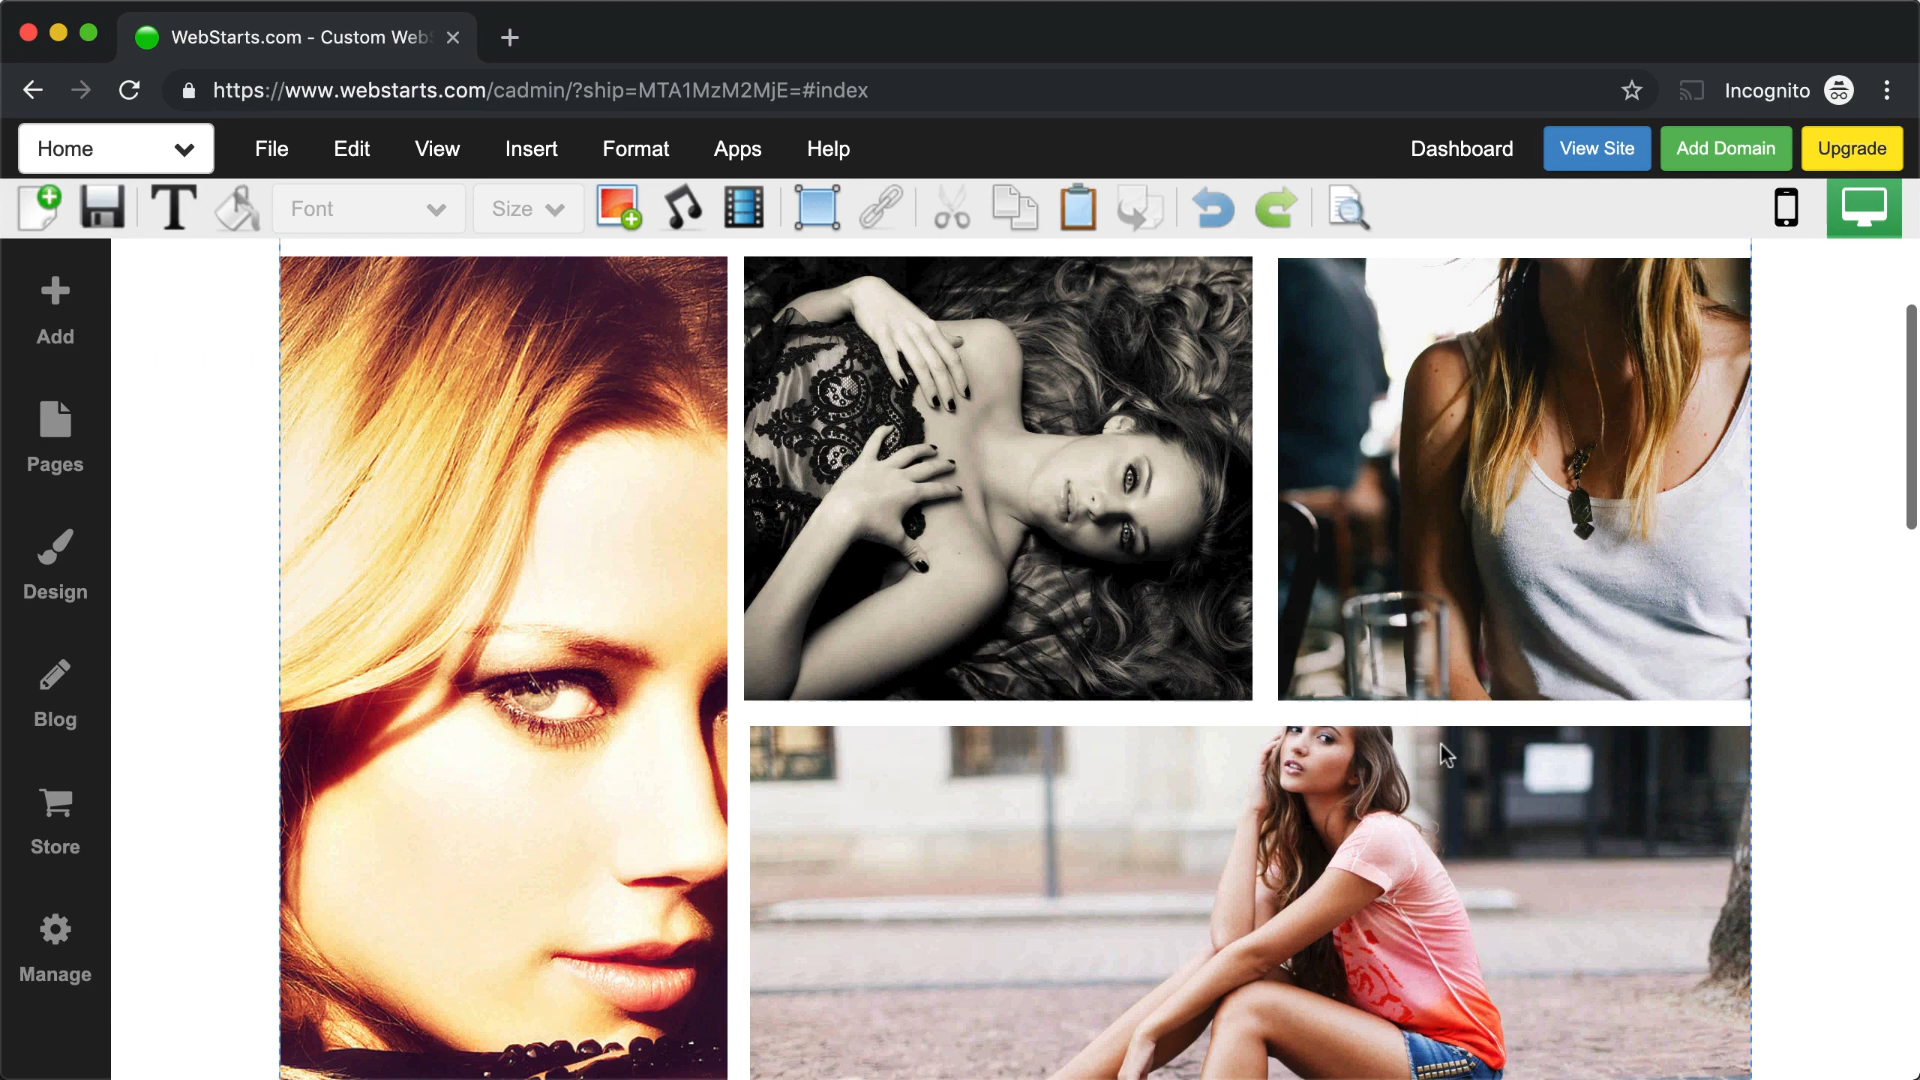 WebStarts.com - Custom Web
https://www.webstarts.com/cadmin/?ship=MTA1MzM2MjE=#index
Incognito
Home
File
Edit
View
Insert
Format
Apps
Help
Dashboard
View Site
Add Domain
Upgrade
Font
Size
Add
Pages
Design
Blog
Store
Manage